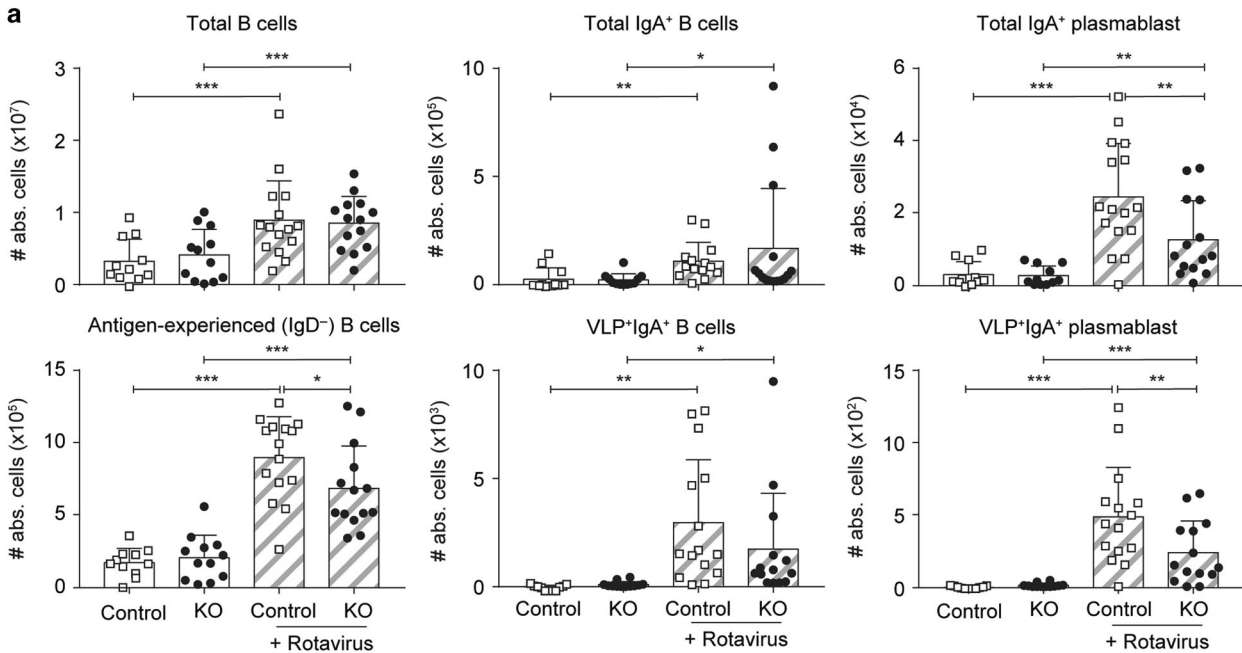 a
Total B cells
# abs. cells (x10⁷)
3
2
1
0
***
***
Total IgA⁺ B cells
# abs. cells (x10⁵)
10
5
0
**
*
Total IgA⁺ plasmablast
# abs. cells (x10⁴)
6
4
2
0
**
***
**
Antigen-experienced (IgD⁻) B cells
# abs. cells (x10⁵)
15
10
5
0
***
***
*
Control KO Control KO
+ Rotavirus
VLP⁺IgA⁺ B cells
# abs. cells (x10³)
10
5
0
*
**
Control KO Control KO
+ Rotavirus
VLP⁺IgA⁺ plasmablast
# abs. cells (x10²)
15
10
5
0
***
***
**
Control KO Control KO
+ Rotavirus